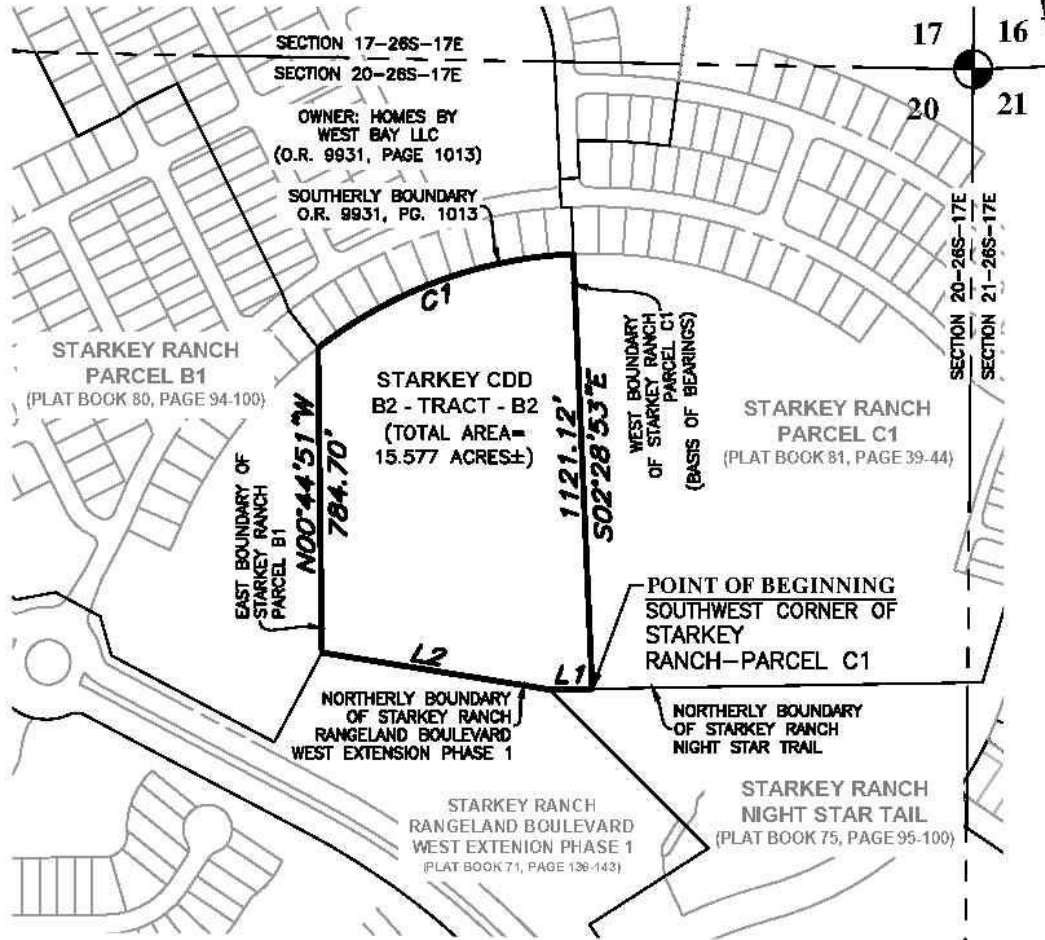 SECTION 17-26S-17E
SECTION 20-26S-17E
17
16
20
21
OWNER: HOMES BY
WEST BAY LLC
(O.R. 9931, PAGE 1013)
SOUTHERLY BOUNDARY
O.R. 9931, PG. 1013
SECTION 20-26S-17E
SECTION 21-26S-17E
C1
STARKEY RANCH
PARCEL B1
(PLAT BOOK 80, PAGE 94-100)
STARKEY CDD
B2 - TRACT - B2
(TOTAL AREA=
15.577 ACRES±)
WEST BOUNDARY
OF STARKEY RANCH
PARCEL C1
(BASIS OF BEARINGS)
STARKEY RANCH
PARCEL C1
(PLAT BOOK 81, PAGE 39-44)
EAST BOUNDARY OF
STARKEY RANCH
PARCEL B1
N00°44'51"W
784.70'
1121.12'
S02°28'53"E
POINT OF BEGINNING
SOUTHWEST CORNER OF
STARKEY
RANCH-PARCEL C1
L2
L1
NORTHERLY BOUNDARY
OF STARKEY RANCH
RANGELAND BOULEVARD
WEST EXTENSION PHASE 1
NORTHERLY BOUNDARY
OF STARKEY RANCH
NIGHT STAR TRAIL
STARKEY RANCH
RANGELAND BOULEVARD
WEST EXTENION PHASE 1
(PLAT BOOK 71, PAGE 136-143)
STARKEY RANCH
NIGHT STAR TAIL
(PLAT BOOK 75, PAGE 95-100)